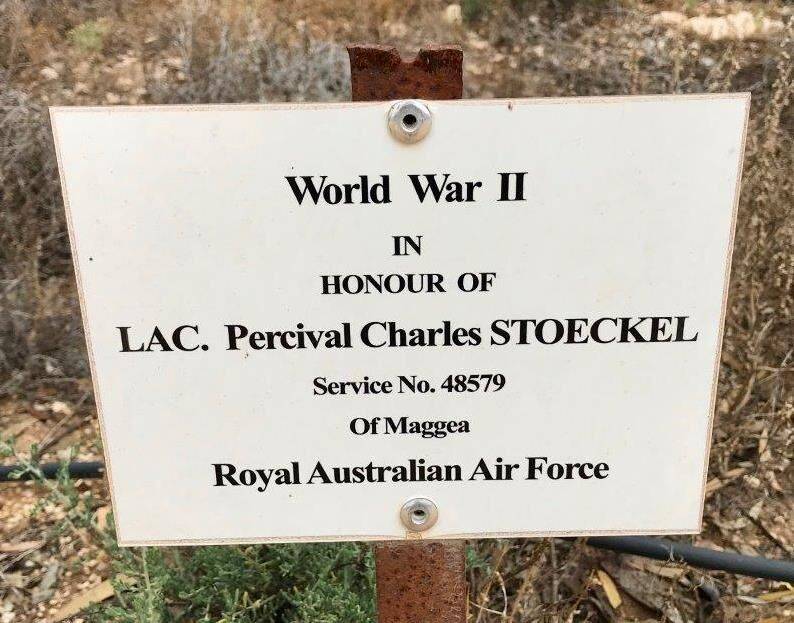 World War II
IN
HONOUR OF
LAC. Percival Charles STOECKEL
Service No. 48579
Of Maggea
Royal Australian Air Force